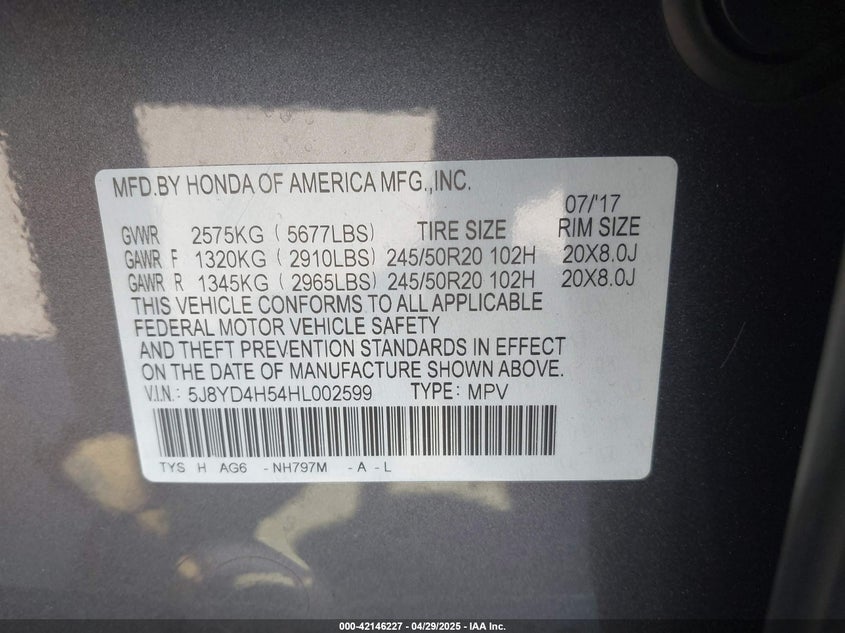 MFD.BY HONDA OF AMERICA MFG.,INC.
07/'17
GVWR 2575KG ( 5677LBS) TIRE SIZE RIM SIZE
GAWR F 1320KG ( 2910LBS) 245/50R20 102H 20X8.0J
GAWR R 1345KG ( 2965LBS) 245/50R20 102H 20X8.0J
THIS VEHICLE CONFORMS TO ALL APPLICABLE
FEDERAL MOTOR VEHICLE SAFETY
AND THEFT PREVENTION STANDARDS IN EFFECT
ON THE DATE OF MANUFACTURE SHOWN ABOVE.
V.I.N.: 5J8YD4H54HL002599 TYPE: MPV
TYS H AG6 - NH797M - A - L
000-42146227 - 04/29/2025 - IAA Inc.